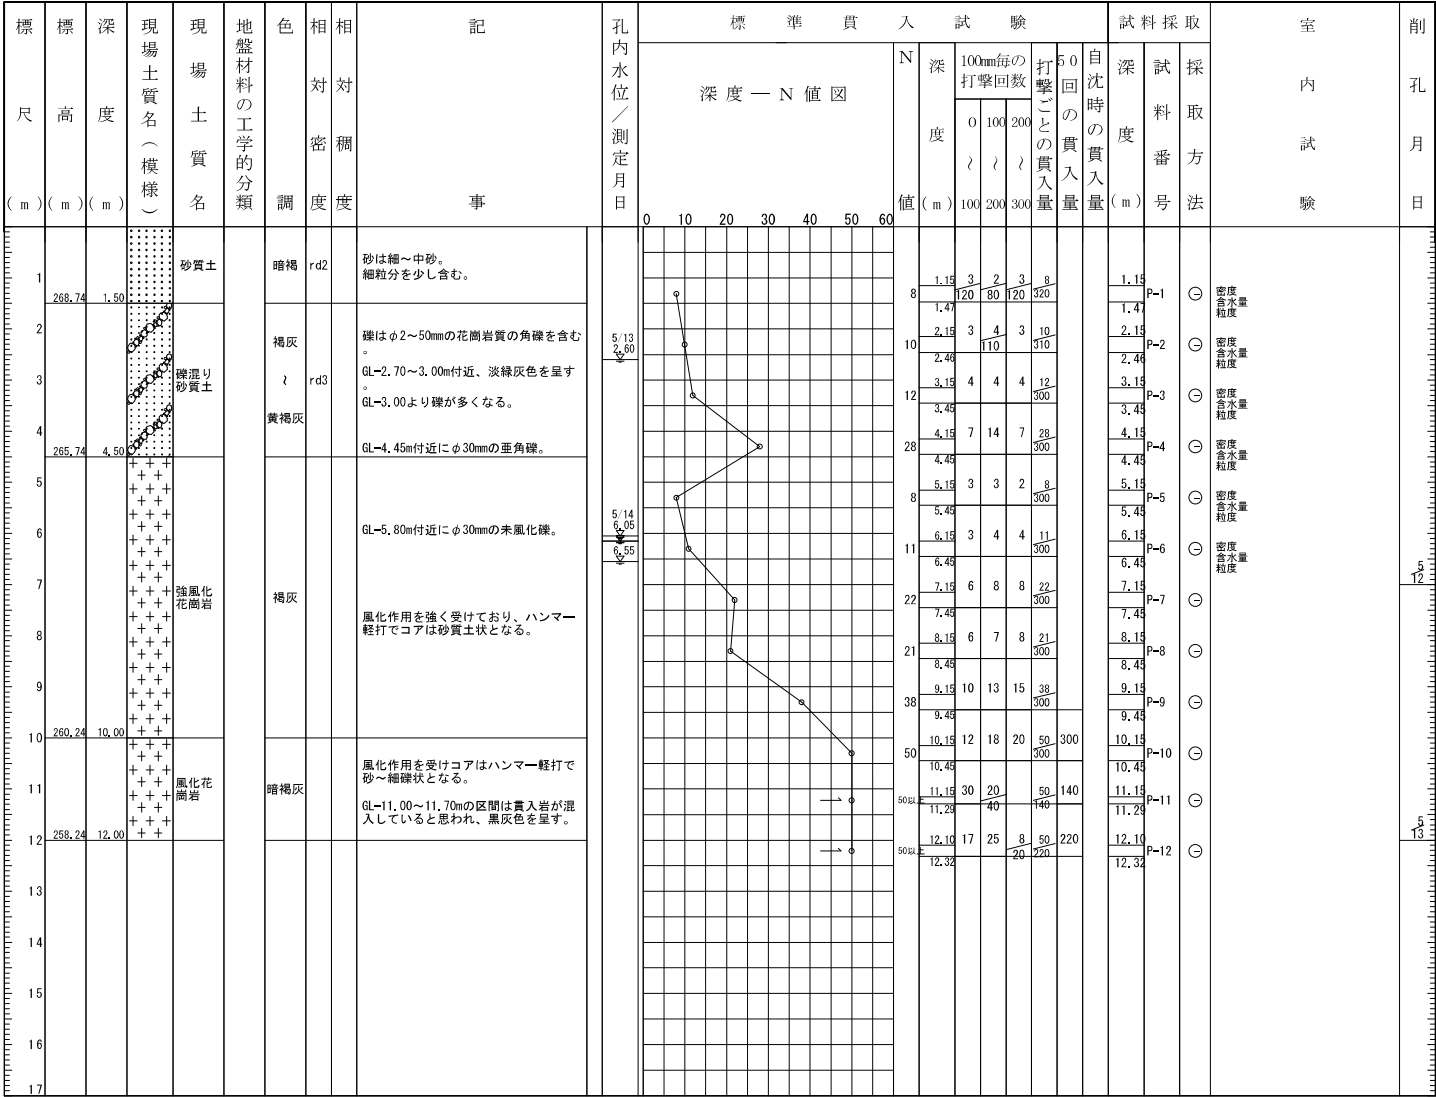 標尺（ｍ）
標高（ｍ）
深度（ｍ）
現場土質名（模様）
現場土質名
地盤材料の工学的分類
色調
相対密度
相対稠度
記事
孔内水位／測定月日
標準貫入試験
深度－Ｎ値図
0 10 20 30 40 50 60
Ｎ値
深度（ｍ）
100mm毎の打撃回数
0～100
100～200
200～300
打撃ごとの貫入量
50回の貫入量
自沈時の貫入量
試料採取
深度（ｍ）
試料番号
採取方法
室内試験
削孔月日
1
2
3
4
5
6
7
8
9
10
11
12
13
14
15
16
17
268.74 1.50
砂質土 暗褐 rd2
砂は細～中砂。
細粒分を少し含む。
265.74 4.50
礫混り
砂質土
褐灰
～
黄褐灰
rd3
礫はφ2～50mmの花崗岩質の角礫を含む
。
GL-2.70～3.00m付近、淡緑灰色を呈す
。
GL-3.00より礫が多くなる。
GL-4.45m付近にφ30mmの亜角礫。
260.24 10.00
強風化
花崗岩
褐灰
GL-5.80m付近にφ30mmの未風化礫。
風化作用を強く受けており、ハンマー
軽打でコアは砂質土状となる。
258.24 12.00
風化花
崗岩
暗褐灰
風化作用を受けコアはハンマー軽打で
砂～細礫状となる。
GL-11.00～11.70mの区間は貫入岩が混
入していると思われ、黒灰色を呈す。
5/13
2.60
5/14
6.05
6.55
8 1.15 3 2 3 8 1.15
1.47 120 80 120 320 1.47
P-1 密度
含水量
粒度
10 2.15 3 4 3 10 2.15
2.46 110 310 2.46
P-2 密度
含水量
粒度
12 3.15 4 4 4 12 3.15
3.45 300 3.45
P-3 密度
含水量
粒度
28 4.15 7 14 7 28 4.15
4.45 300 4.45
P-4 密度
含水量
粒度
8 5.15 3 3 2 8 5.15
5.45 300 5.45
P-5 密度
含水量
粒度
11 6.15 3 4 4 11 6.15
6.45 300 6.45
P-6 密度
含水量
粒度
5/12
22 7.15 6 8 8 22 7.15
7.45 300 7.45
P-7
21 8.15 6 7 8 21 8.15
8.45 300 8.45
P-8
38 9.15 10 13 15 38 9.15
9.45 300 9.45
P-9
50 10.15 12 18 20 50 300 10.15
10.45 300 10.45
P-10
50以上 11.15 30 20 50 140 11.15
11.29 40 140 11.29
P-11
50以上 12.10 17 25 8 50 220 12.10
12.32 20 220 12.32
P-12
5/13